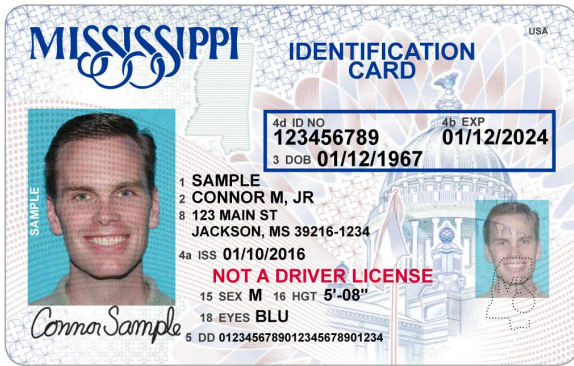 MISSISSIPPI
USA
IDENTIFICATION
CARD
4d ID NO 4b EXP
123456789 01/12/2024
3 DOB 01/12/1967
SAMPLE
1 SAMPLE
2 CONNOR M, JR
8 123 MAIN ST
JACKSON, MS 39216-1234
4a ISS 01/10/2016
NOT A DRIVER LICENSE
15 SEX M 16 HGT 5'-08"
18 EYES BLU
Connor Sample
5 DD 0123456789012345678901234